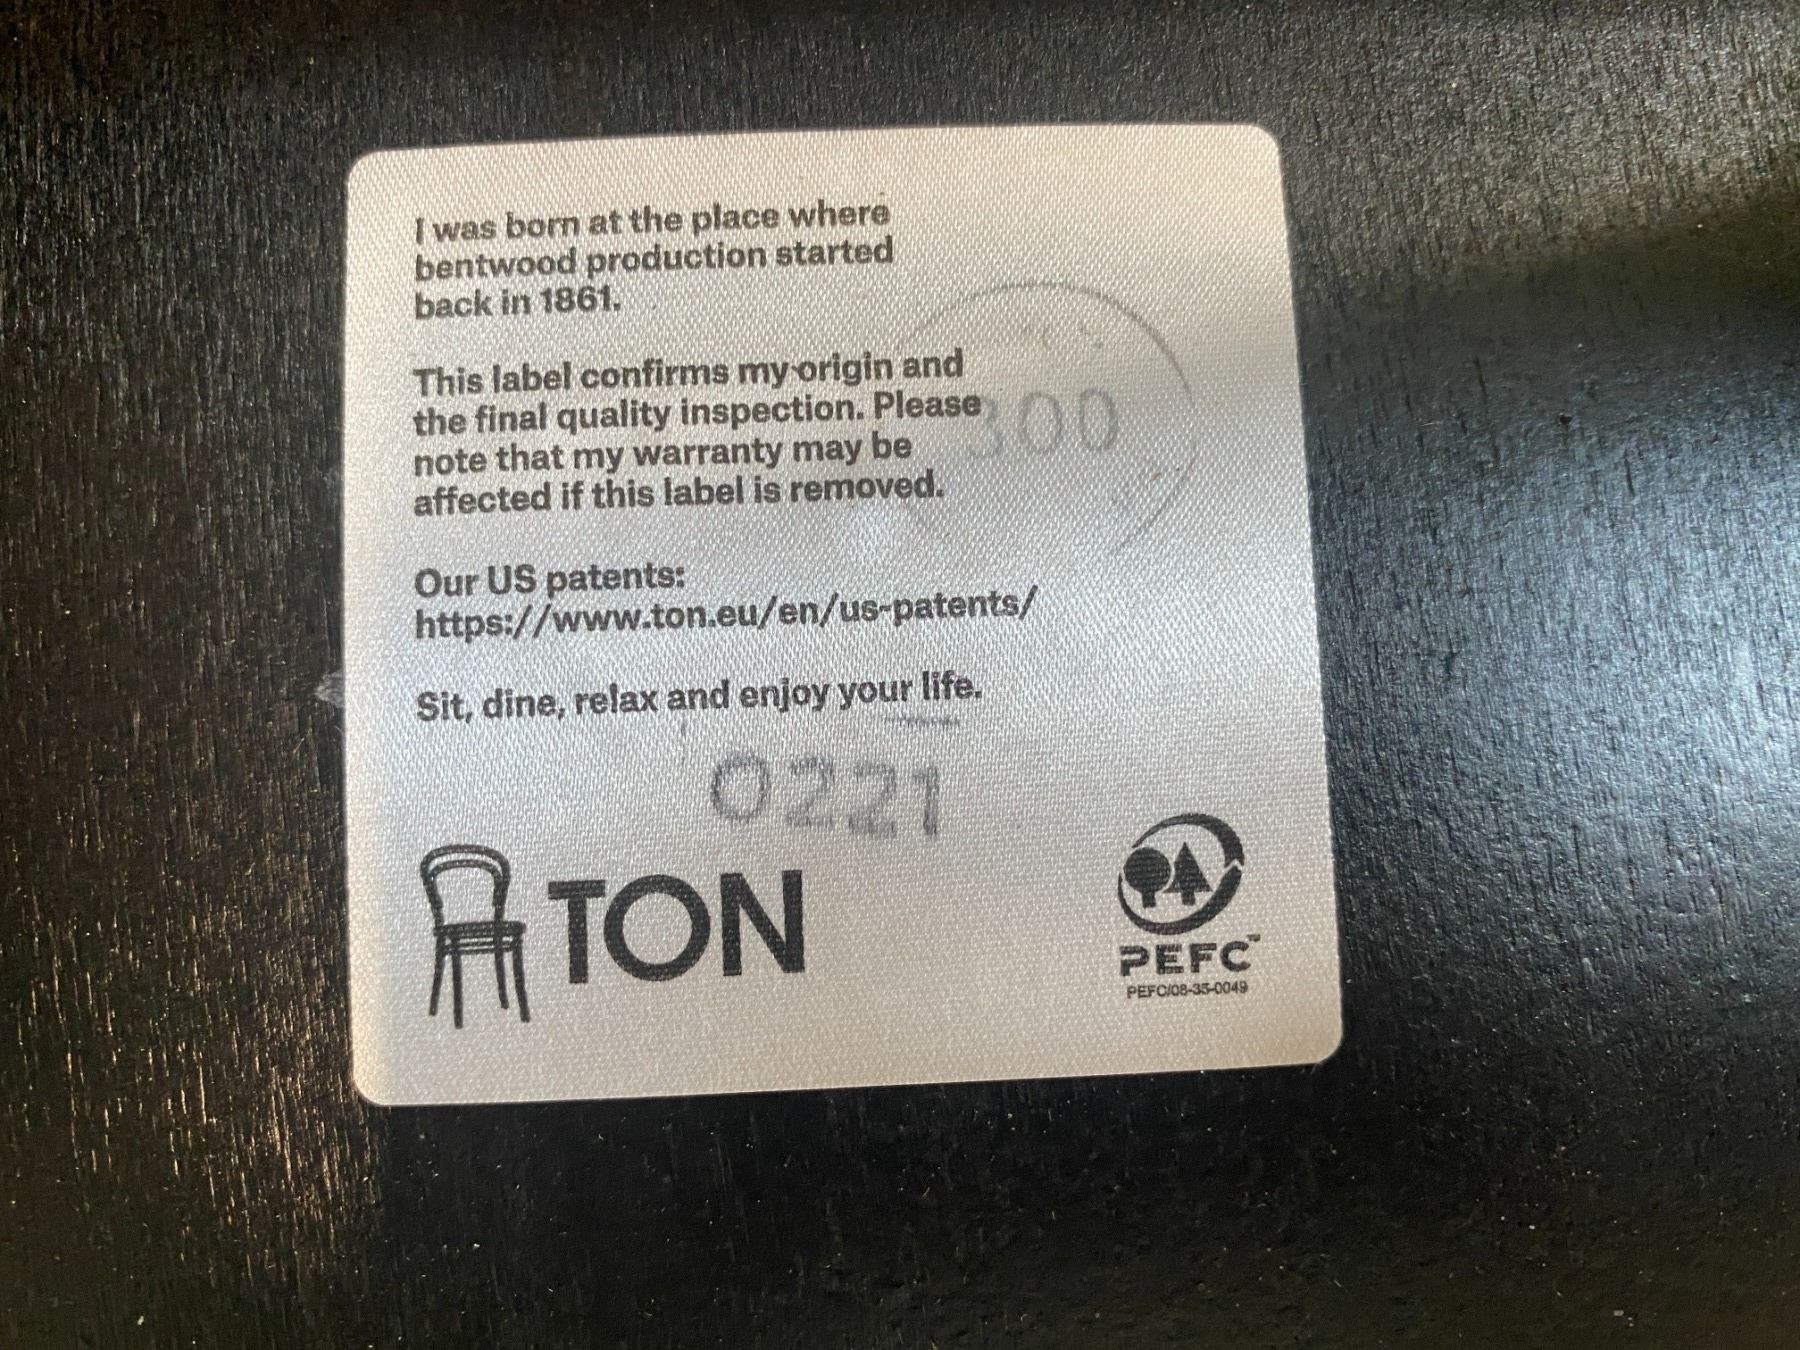 I was born at the place where
bentwood production started
back in 1861.
This label confirms my origin and
the final quality inspection. Please
note that my warranty may be
affected if this label is removed.
300
Our US patents:
https://www.ton.eu/en/us-patents/
Sit, dine, relax and enjoy your life.
0221
TON
PEFC™
PEFC/08-35-0049